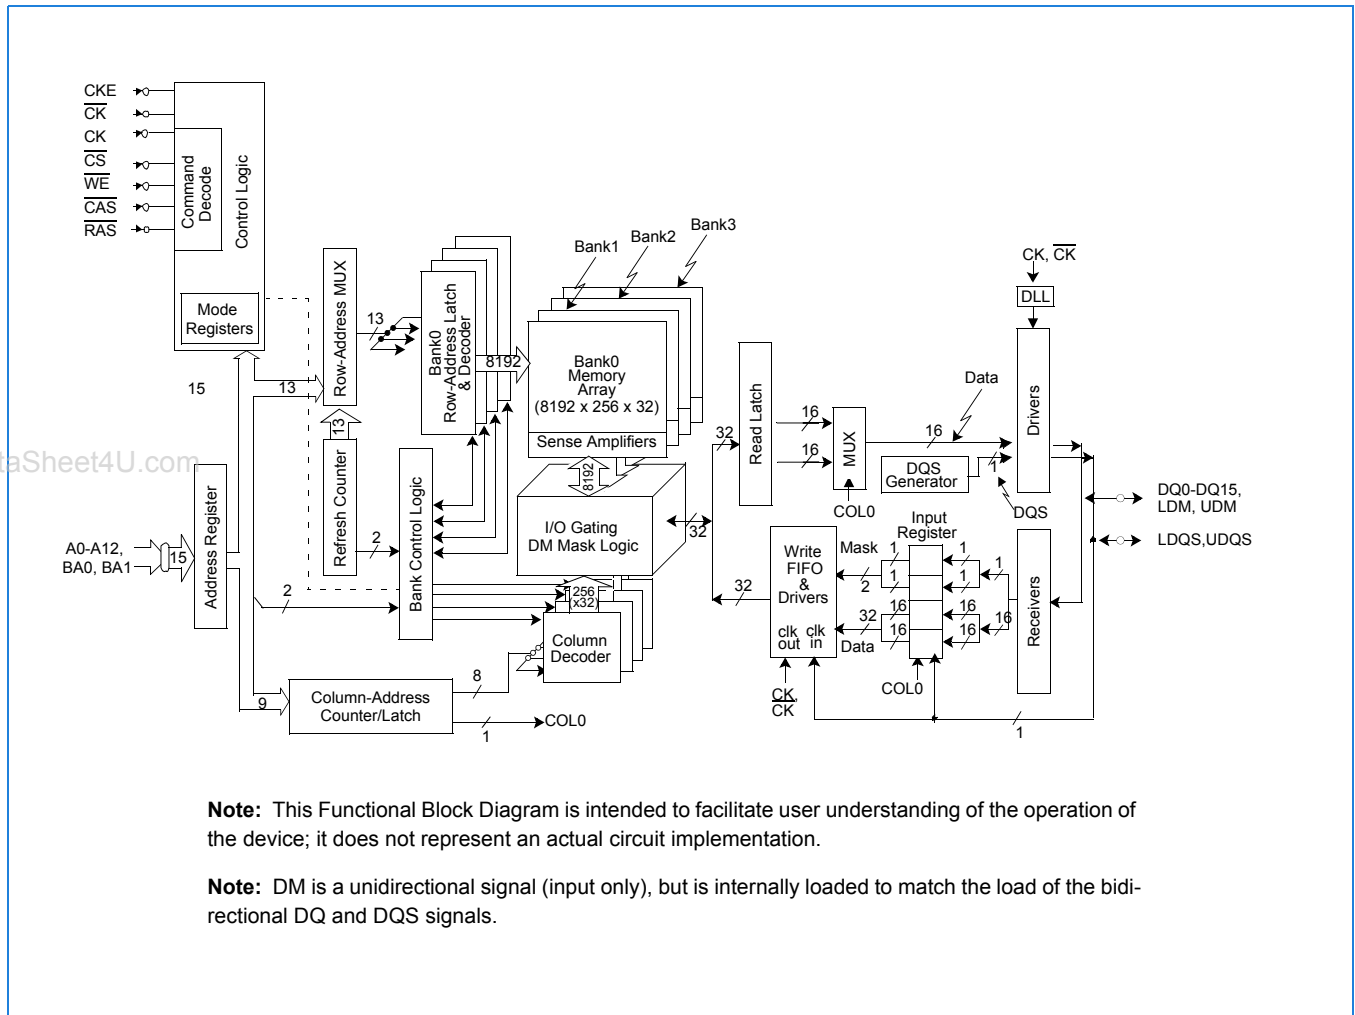 CKE
CK
CK
CS
WE
CAS
RAS
Command
Decode
Control Logic
Mode
Registers
Row-Address MUX
13
Bank0
Row-Address Latch
& Decoder
8192
Bank1
Bank2
Bank3
Bank0
Memory
Array
(8192 x 256 x 32)
Sense Amplifiers
8192
CK, CK
DLL
Drivers
15
13
13
Refresh Counter
2
Bank Control Logic
I/O Gating
DM Mask Logic
32
32
32
Read Latch
16
16
MUX
COL0
16
Data
DQS
Generator
1
DQS
taSheet4U.com
A0-A12,
BA0, BA1
15
Address Register
2
256
(x32)
Column
Decoder
9
Column-Address
Counter/Latch
8
1
COL0
Write
FIFO
&
Drivers
clk
out
clk
in
CK,
CK
Mask
2
32
Data
Input
Register
1
1
16
16
1
1
16
16
1
16
COL0
Receivers
1
DQ0-DQ15,
LDM, UDM
LDQS,UDQS
Note: This Functional Block Diagram is intended to facilitate user understanding of the operation of
the device; it does not represent an actual circuit implementation.
Note: DM is a unidirectional signal (input only), but is internally loaded to match the load of the bidi-
rectional DQ and DQS signals.